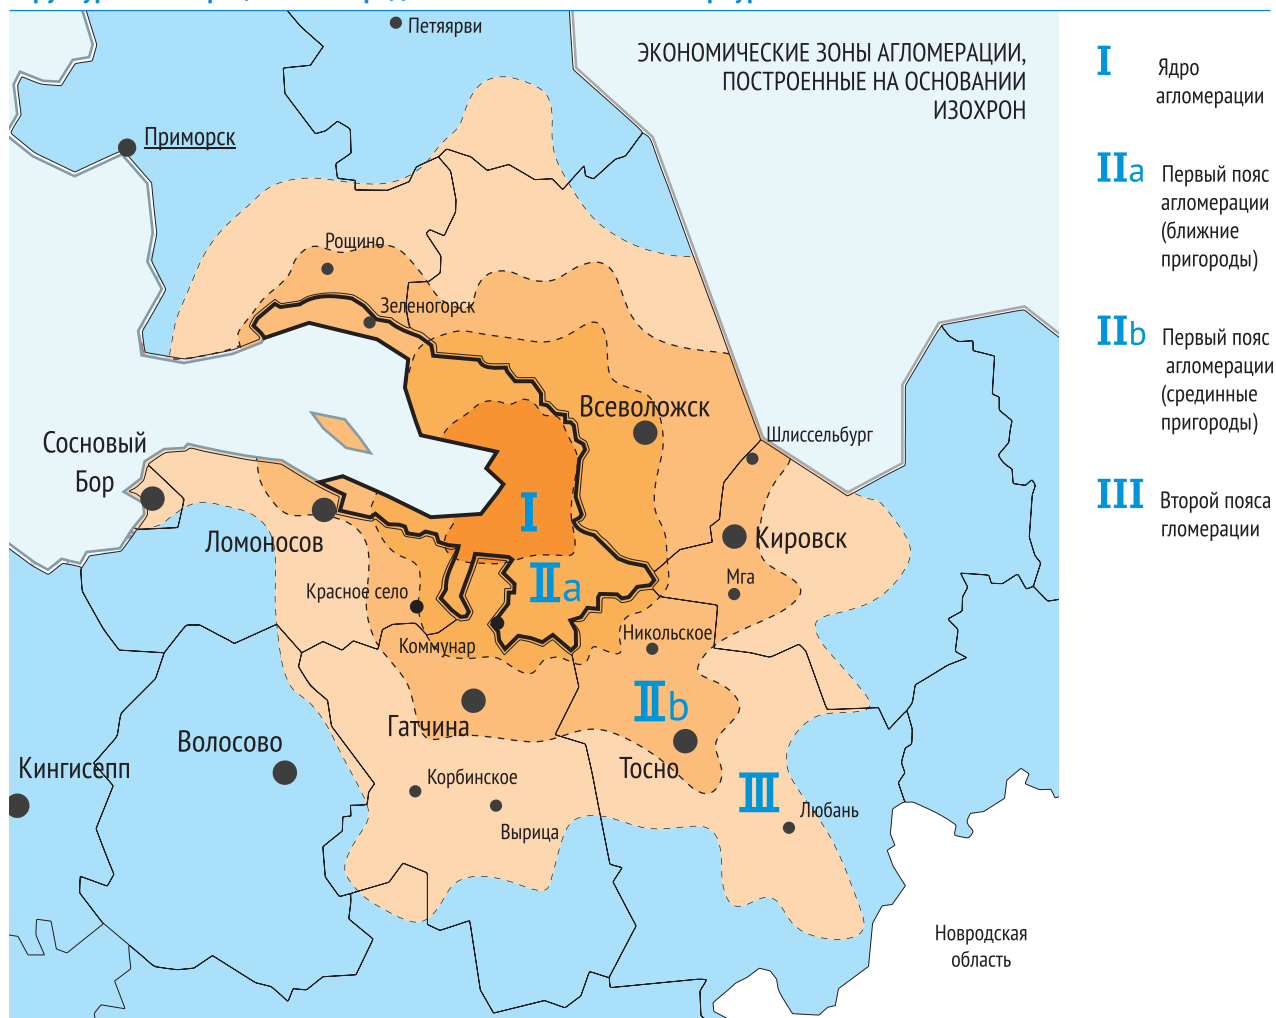 Петяярви
ЭКОНОМИЧЕСКИЕ ЗОНЫ АГЛОМЕРАЦИИ,
ПОСТРОЕННЫЕ НА ОСНОВАНИИ
ИЗОХРОН
Приморск
Рощино
Зеленогорск
Всеволожск
Шлиссельбург
Сосновый
Бор
I
Ломоносов
Кировск
IIa
Мга
Красное село
Никольское
Коммунар
IIb
Гатчина
Волосово
Тосно
Кингисепп
Корбинское
III
Любань
Вырица
Новродская
область
I
Ядро
агломерации
IIa
Первый пояс
агломерации
(ближние
пригороды)
IIb
Первый пояс
агломерации
(срединные
пригороды)
III
Второй пояса
гломерации